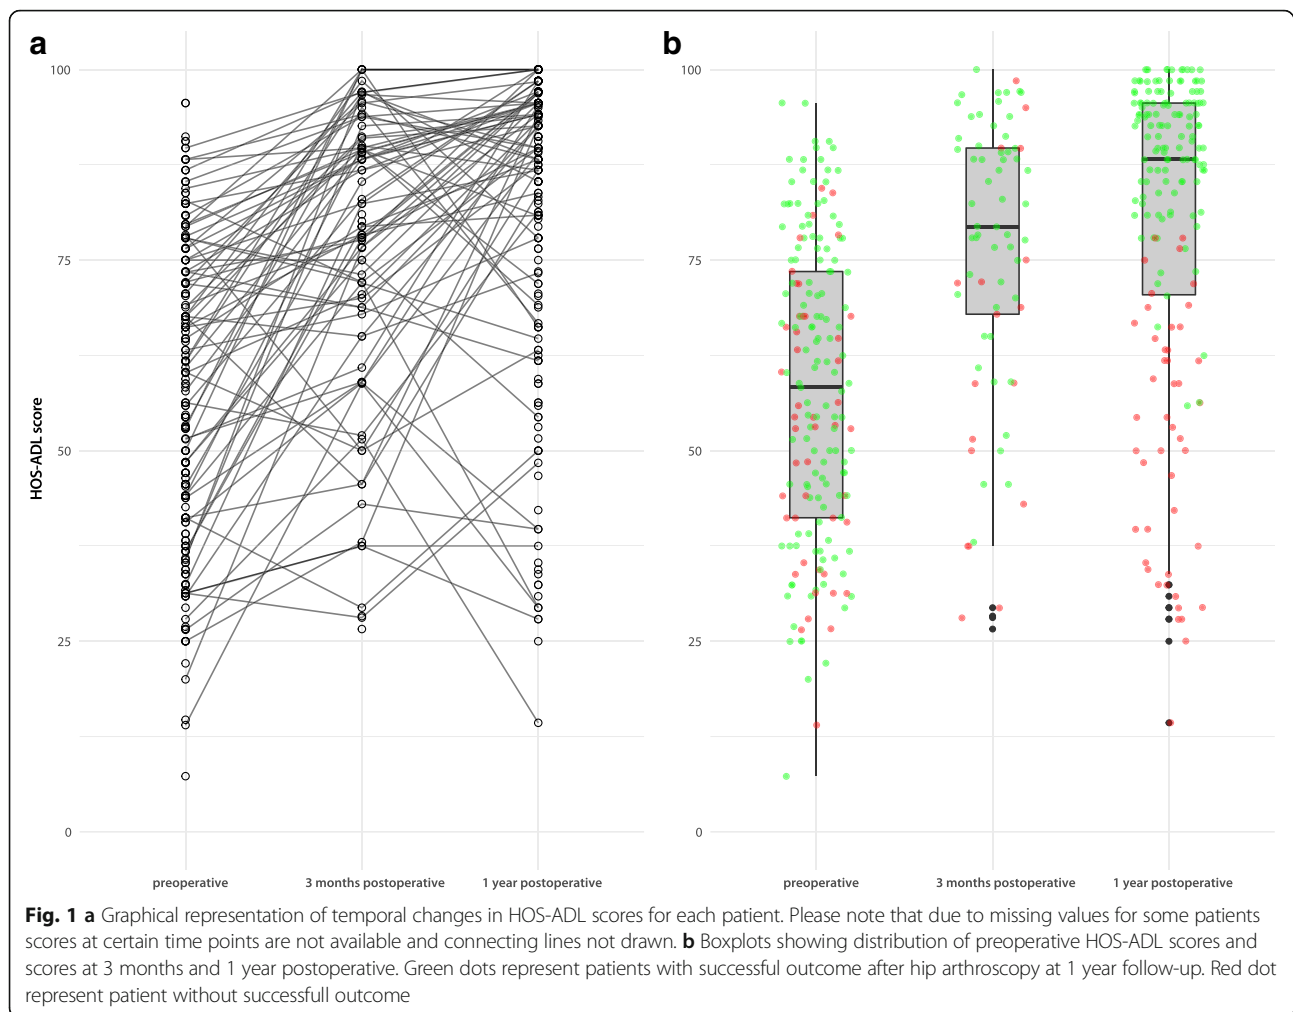 a
b
HOS-ADL score
100
75
50
25
0
preoperative
3 months postoperative
1 year postoperative
100
75
50
25
0
preoperative
3 months postoperative
1 year postoperative
Fig. 1 a Graphical representation of temporal changes in HOS-ADL scores for each patient. Please note that due to missing values for some patients
scores at certain time points are not available and connecting lines not drawn. b Boxplots showing distribution of preoperative HOS-ADL scores and
scores at 3 months and 1 year postoperative. Green dots represent patients with successful outcome after hip arthroscopy at 1 year follow-up. Red dot
represent patient without successfull outcome